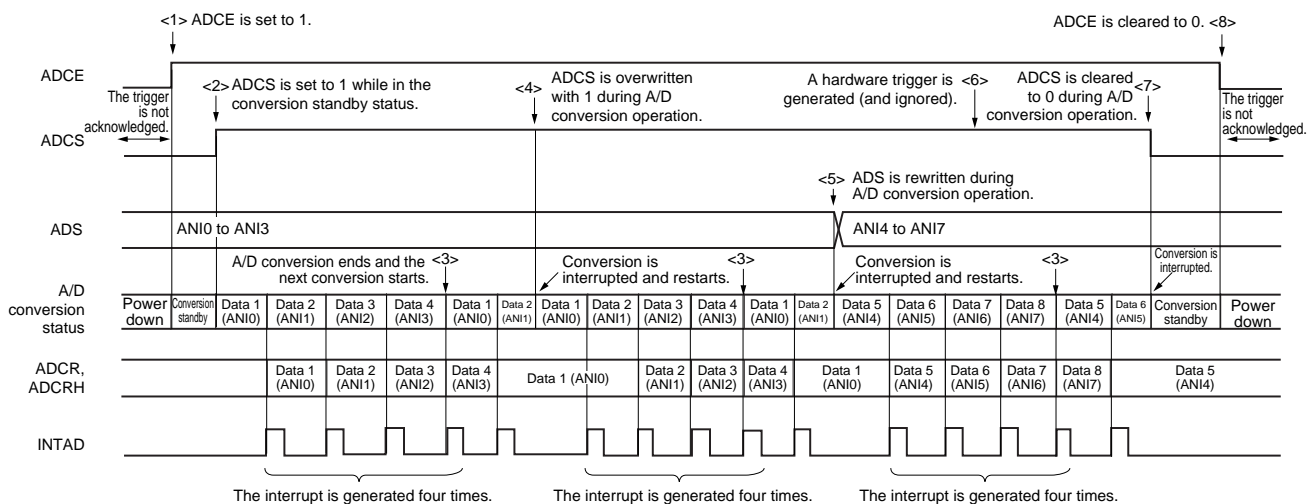 <1> ADCE is set to 1.
ADCE is cleared to 0. <8>
ADCE
The trigger
is not
acknowledged.
<2> ADCS is set to 1 while in the
conversion standby status.
<4> ADCS is overwritten
with 1 during A/D
conversion operation.
A hardware trigger is <6>
generated (and ignored).
ADCS is cleared
to 0 during A/D <7>
conversion operation.
The trigger
is not
acknowledged.
ADCS
<5> ADS is rewritten during
A/D conversion operation.
ADS
ANI0 to ANI3
ANI4 to ANI7
A/D conversion ends and the <3>
next conversion starts.
Conversion is
interrupted and restarts.
<3>
Conversion is
interrupted and restarts.
<3>
Conversion is
interrupted.
A/D
conversion
status
Power
down
Conversion
standby
Data 1
(ANI0)
Data 2
(ANI1)
Data 3
(ANI2)
Data 4
(ANI3)
Data 1
(ANI0)
Data 2
(ANI1)
Data 1
(ANI0)
Data 2
(ANI1)
Data 3
(ANI2)
Data 4
(ANI3)
Data 1
(ANI0)
Data 2
(ANI1)
Data 5
(ANI4)
Data 6
(ANI5)
Data 7
(ANI6)
Data 8
(ANI7)
Data 5
(ANI4)
Data 6
(ANI5)
Conversion
standby
Power
down
ADCR,
ADCRH
Data 1
(ANI0)
Data 2
(ANI1)
Data 3
(ANI2)
Data 4
(ANI3)
Data 1 (ANI0)
Data 2
(ANI1)
Data 3
(ANI2)
Data 4
(ANI3)
Data 1
(ANI0)
Data 5
(ANI4)
Data 6
(ANI5)
Data 7
(ANI6)
Data 8
(ANI7)
Data 5
(ANI4)
INTAD
The interrupt is generated four times.
The interrupt is generated four times.
The interrupt is generated four times.